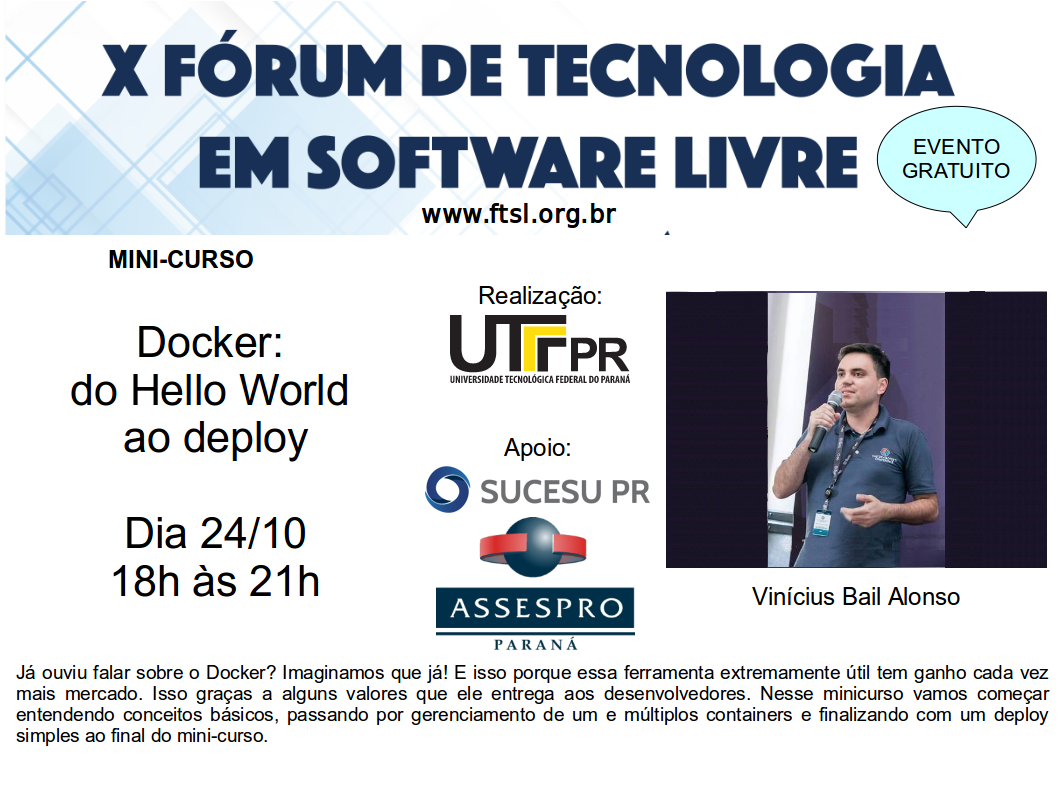 X FÓRUM DE TECNOLOGIA
EM SOFTWARE LIVRE
EVENTO
GRATUITO
www.ftsl.org.br
MINI-CURSO
Docker:
do Hello World
ao deploy
Dia 24/10
18h às 21h
Realização:
UTFPR
UNIVERSIDADE TECNOLÓGICA FEDERAL DO PARANÁ
Apoio:
SUCESU PR
ASSESPRO
PARANÁ
Vinícius Bail Alonso
Já ouviu falar sobre o Docker? Imaginamos que já! E isso porque essa ferramenta extremamente útil tem ganho cada vez
mais mercado. Isso graças a alguns valores que ele entrega aos desenvolvedores. Nesse minicurso vamos começar
entendendo conceitos básicos, passando por gerenciamento de um e múltiplos containers e finalizando com um deploy
simples ao final do mini-curso.